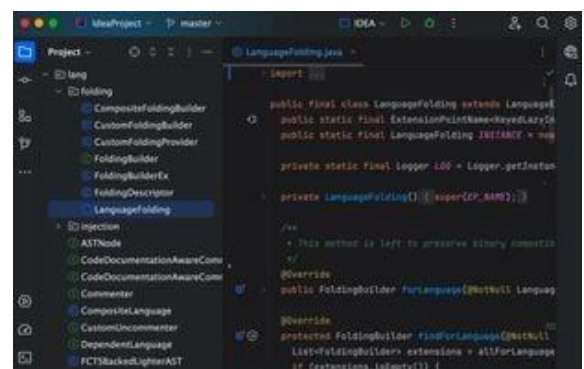 IdeaProject
master
IDEA
Project
LanguageFolding.java
lang
folding
CompositeFoldingBuilder
CustomFoldingBuilder
CustomFoldingProvider
FoldingBuilder
FoldingBuilderEx
FoldingDescriptor
LanguageFolding
injection
ASTNode
CodeDocumentationAwareComm
CodeDocumentationAwareComm
Commenter
CompositeLanguage
CustomUncommenter
DependentLanguage
FCTSBackedLighterAST
import ...
public final class LanguageFolding extends LanguageE
public static final ExtensionPointName<KeyedLazyIn
public static final LanguageFolding INSTANCE = new
private static final Logger LOG = Logger.getInstan
private LanguageFolding() { super(EP_NAME); }
/**
* This method is left to preserve binary compatib
*/
@Override
public FoldingBuilder forLanguage(@NotNull Languag
@Override
protected FoldingBuilder findForLanguage(@NotNull
List<FoldingBuilder> extensions = allForLanguage
if (extensions.isEmpty()) {